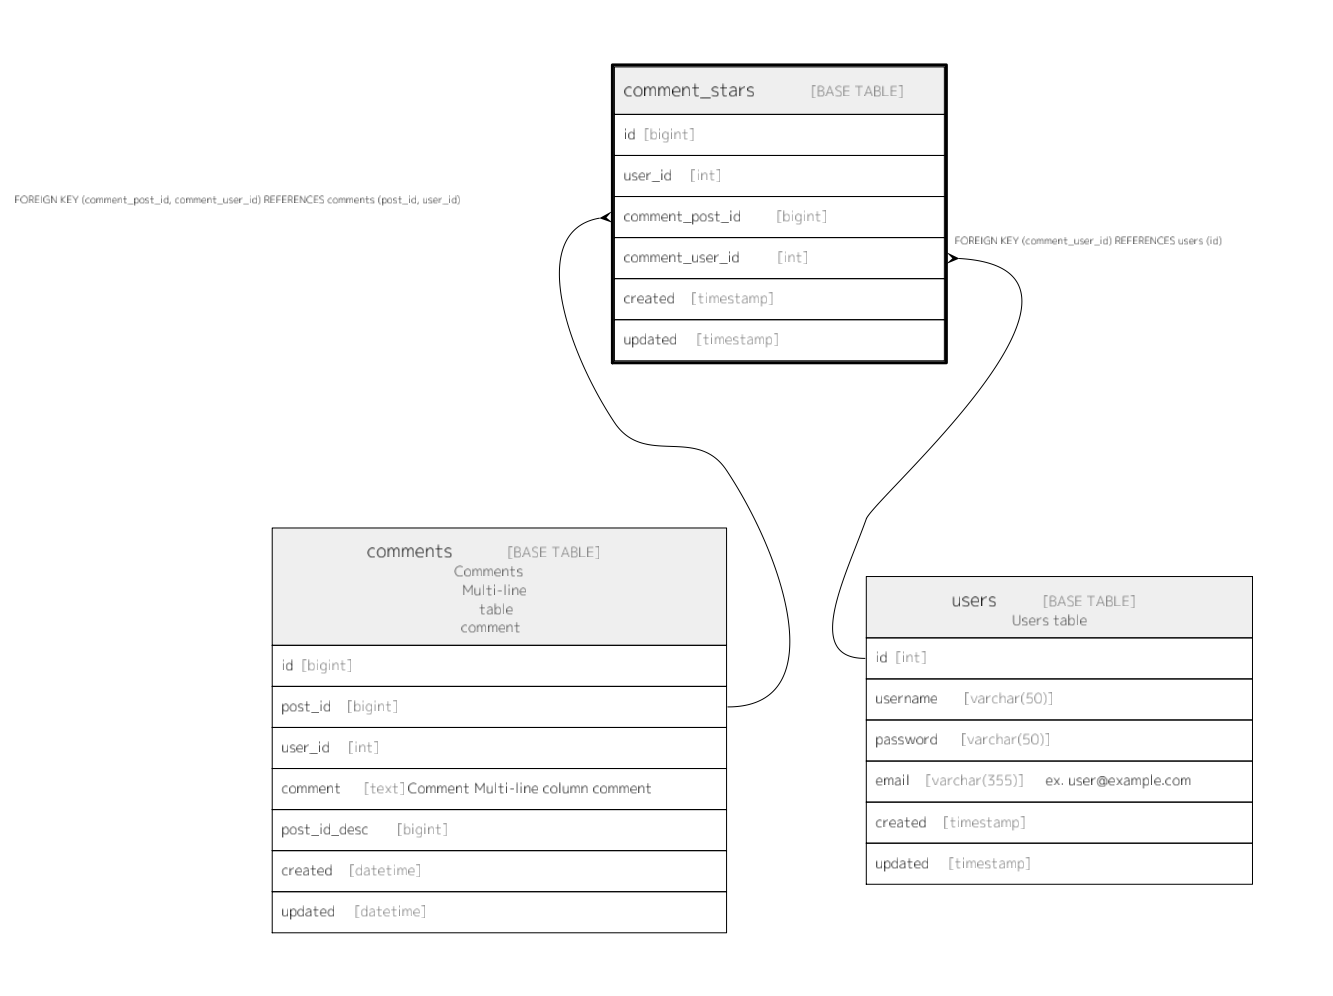 comment_stars [BASE TABLE]
id [bigint]
user_id [int]
comment_post_id [bigint]
comment_user_id [int]
created [timestamp]
updated [timestamp]
FOREIGN KEY (comment_post_id, comment_user_id) REFERENCES comments (post_id, user_id)
FOREIGN KEY (comment_user_id) REFERENCES users (id)
comments [BASE TABLE]
Comments
Multi-line
table
comment
id [bigint]
post_id [bigint]
user_id [int]
comment [text] Comment Multi-line column comment
post_id_desc [bigint]
created [datetime]
updated [datetime]
users [BASE TABLE]
Users table
id [int]
username [varchar(50)]
password [varchar(50)]
email [varchar(355)] ex. user@example.com
created [timestamp]
updated [timestamp]